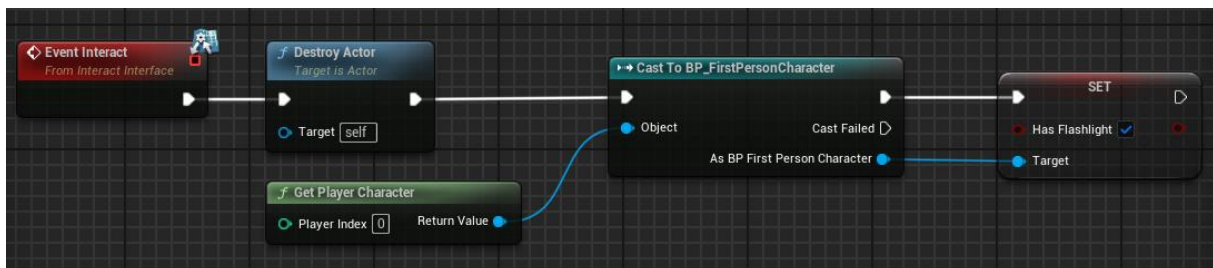 Event Interact
From Interact Interface
f Destroy Actor
Target is Actor
Target self
f Get Player Character
Player Index 0
Return Value
Cast To BP_FirstPersonCharacter
Object
Cast Failed
As BP First Person Character
SET
Has Flashlight
Target